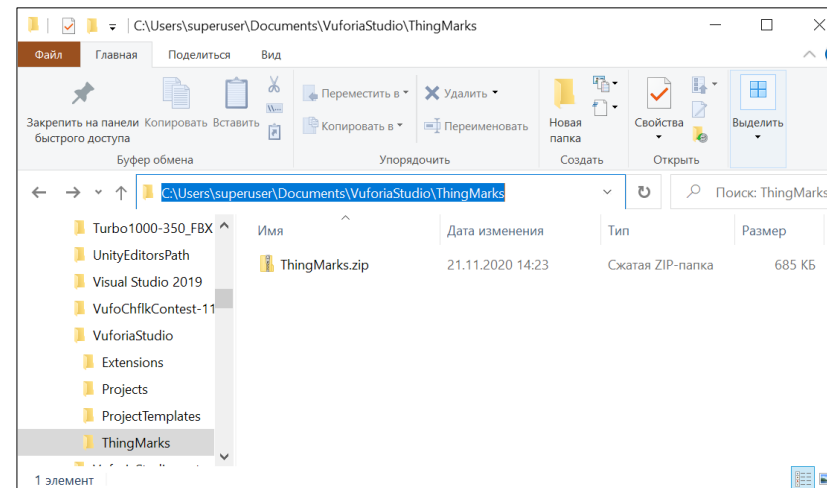 C:\Users\superuser\Documents\VuforiaStudio\ThingMarks
Файл Главная Поделиться Вид
Закрепить на панели быстрого доступа
Копировать
Вставить
Буфер обмена
Переместить в
Копировать в
Удалить
Переименовать
Упорядочить
Новая папка
Создать
Свойства
Открыть
Выделить
C:\Users\superuser\Documents\VuforiaStudio\ThingMarks
Поиск: ThingMarks
Turbo1000-350_FBX
UnityEditorsPath
Visual Studio 2019
VufoChflkContest-11
VuforiaStudio
Extensions
Projects
ProjectTemplates
ThingMarks
Имя Дата изменения Тип Размер
ThingMarks.zip 21.11.2020 14:23 Сжатая ZIP-папка 685 КБ
1 элемент